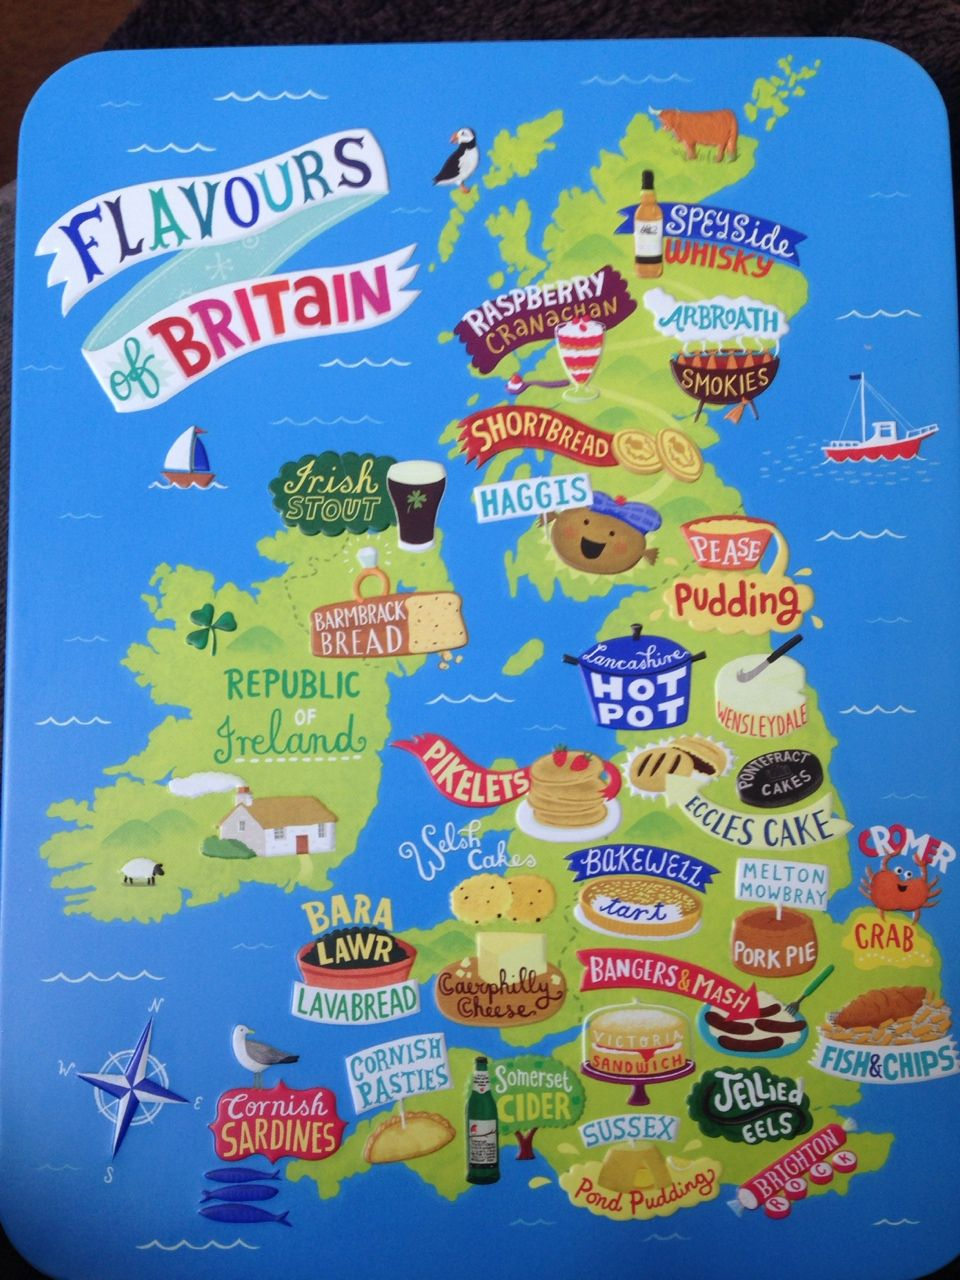 FLAVOURS
of BRITAIN
SPEYSide
WHISKY
RASPBERRY
CRANACHAN
ARBROATH
SMOKIES
SHORTBREAD
Irish
STOUT
HAGGIS
PEASE
Pudding
BARMBRACK
BREAD
REPUBLIC
OF
Ireland
Lancashire
HOT
POT
WENSLEYDALE
PIKELETS
PONTEFRACT
CAKES
ECCLES CAKE
Welsh
Cakes
BAKEWELL
tart
MELTON
MOWBRAY
PORK PIE
CROMER
CRAB
BARA
LAWR
LAVABREAD
Caerphilly
Cheese
BANGERS & MASH
VICTORIA
SANDWICH
FISH & CHIPS
CORNISH
PASTIES
Somerset
CIDER
JELLied
EELS
Cornish
SARDINES
SUSSEX
Pond Pudding
BRIGHTON
ROCK
N
W
E
S